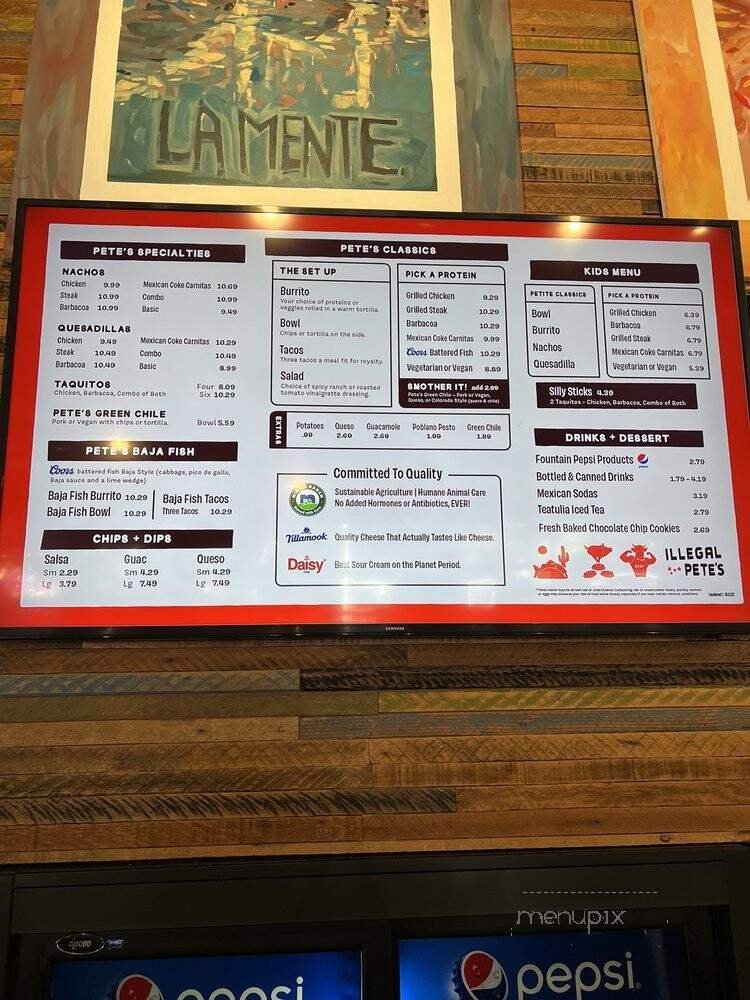 LA MENTE
PETE'S SPECIALTIES
NACHOS
Chicken 9.99 Mexican Coke Carnitas 10.69
Steak 10.99 Combo 10.99
Barbacoa 10.99 Basic 9.49
QUESADILLAS
Chicken 9.49 Mexican Coke Carnitas 10.29
Steak 10.49 Combo 10.49
Barbacoa 10.49 Basic 8.99
TAQUITOS Four 8.09
Chicken, Barbacoa, Combo of Both Six 10.29
PETE'S GREEN CHILE
Pork or Vegan with chips or tortilla. Bowl 5.59
PETE'S BAJA FISH
Coors battered fish Baja Style (cabbage, pico de gallo,
Baja sauce and a lime wedge)
Baja Fish Burrito 10.29 Baja Fish Tacos
Baja Fish Bowl 10.29 Three Tacos 10.29
CHIPS + DIPS
Salsa Guac Queso
Sm 2.29 Sm 4.29 Sm 4.29
Lg 3.79 Lg 7.49 Lg 7.49
PETE'S CLASSICS
THE SET UP
Burrito
Your choice of proteins or
veggies rolled in a warm tortilla.
Bowl
Chips or tortilla on the side.
Tacos
Three tacos a meal fit for royalty.
Salad
Choice of spicy ranch or roasted
tomato vinaigrette dressing.
PICK A PROTEIN
Grilled Chicken 9.29
Grilled Steak 10.29
Barbacoa 10.29
Mexican Coke Carnitas 9.99
Coors Battered Fish 10.29
Vegetarian or Vegan 8.89
SMOTHER IT! add 2.99
Pete's Green Chile - Pork or Vegan,
Queso, or Colorado Style (queso & chile)
EXTRAS
Potatoes Queso Guacamole Poblano Pesto Green Chile
.99 2.69 2.69 1.99 1.89
Committed To Quality
Sustainable Agriculture | Humane Animal Care
No Added Hormones or Antibiotics, EVER!
Tillamook Quality Cheese That Actually Tastes Like Cheese.
Daisy Best Sour Cream on the Planet Period.
KIDS MENU
PETITE CLASSICS
Bowl
Burrito
Nachos
Quesadilla
PICK A PROTEIN
Grilled Chicken 6.39
Barbacoa 6.79
Grilled Steak 6.79
Mexican Coke Carnitas 6.79
Vegetarian or Vegan 5.39
Silly Sticks 4.39
2 Taquitos - Chicken, Barbacoa, Combo of Both
DRINKS + DESSERT
Fountain Pepsi Products 2.79
Bottled & Canned Drinks 1.79 - 4.19
Mexican Sodas 3.19
Teatulia Iced Tea 2.79
Fresh Baked Chocolate Chip Cookies 2.69
ILLEGAL
PETE'S
SAMSUNG
menupix
pepsi
pepsi